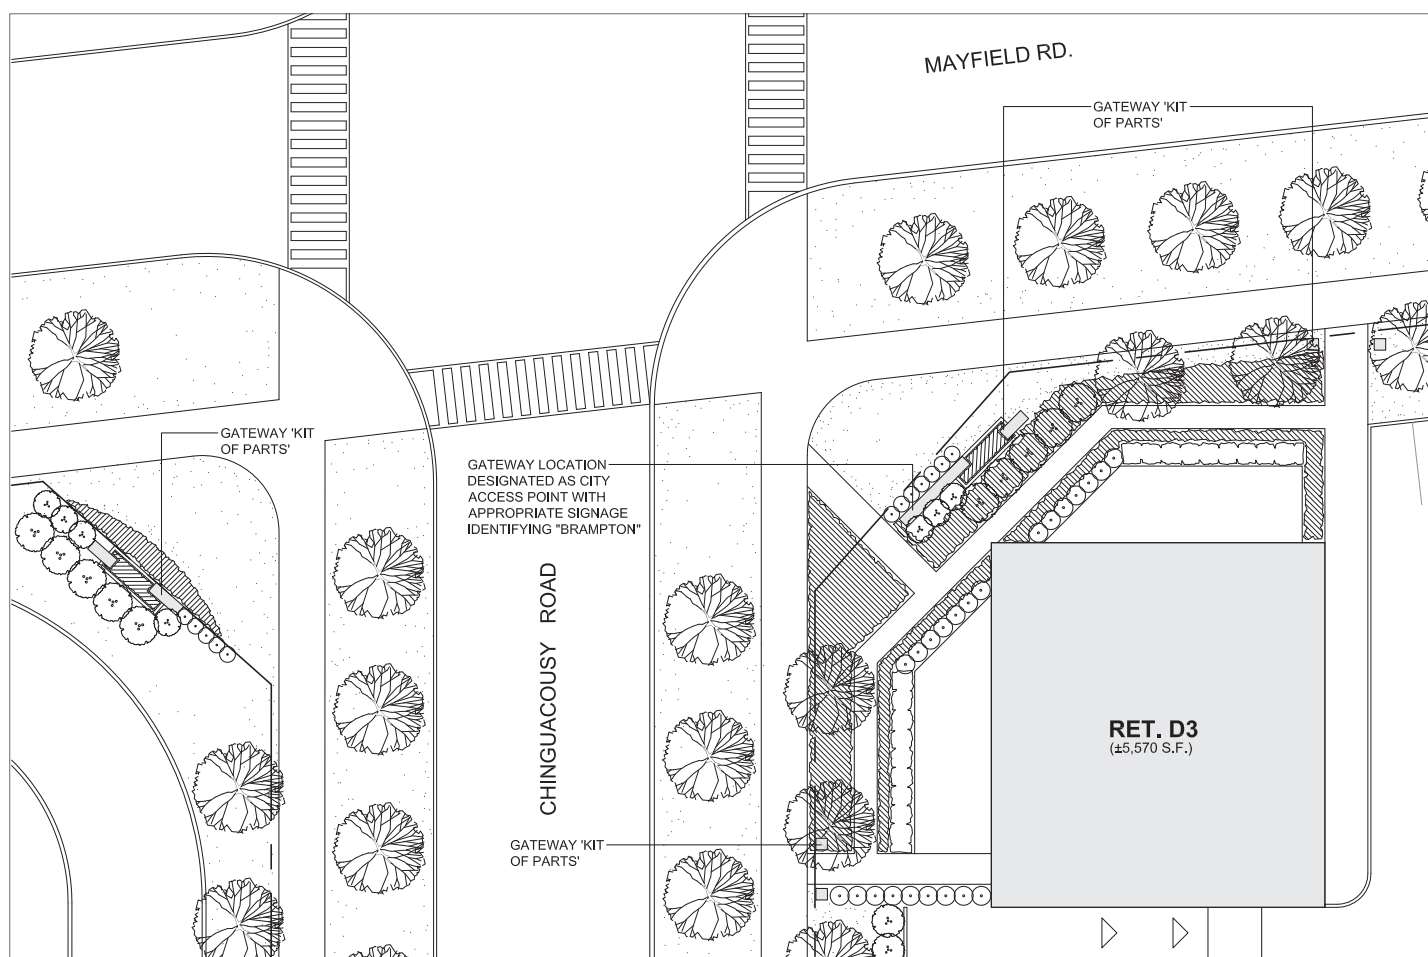 MAYFIELD RD.
GATEWAY 'KIT
OF PARTS'
GATEWAY 'KIT
OF PARTS'
GATEWAY LOCATION
DESIGNATED AS CITY
ACCESS POINT WITH
APPROPRIATE SIGNAGE
IDENTIFYING "BRAMPTON"
CHINGUACOUSY ROAD
RET. D3
(±5,570 S.F.)
GATEWAY 'KIT
OF PARTS'